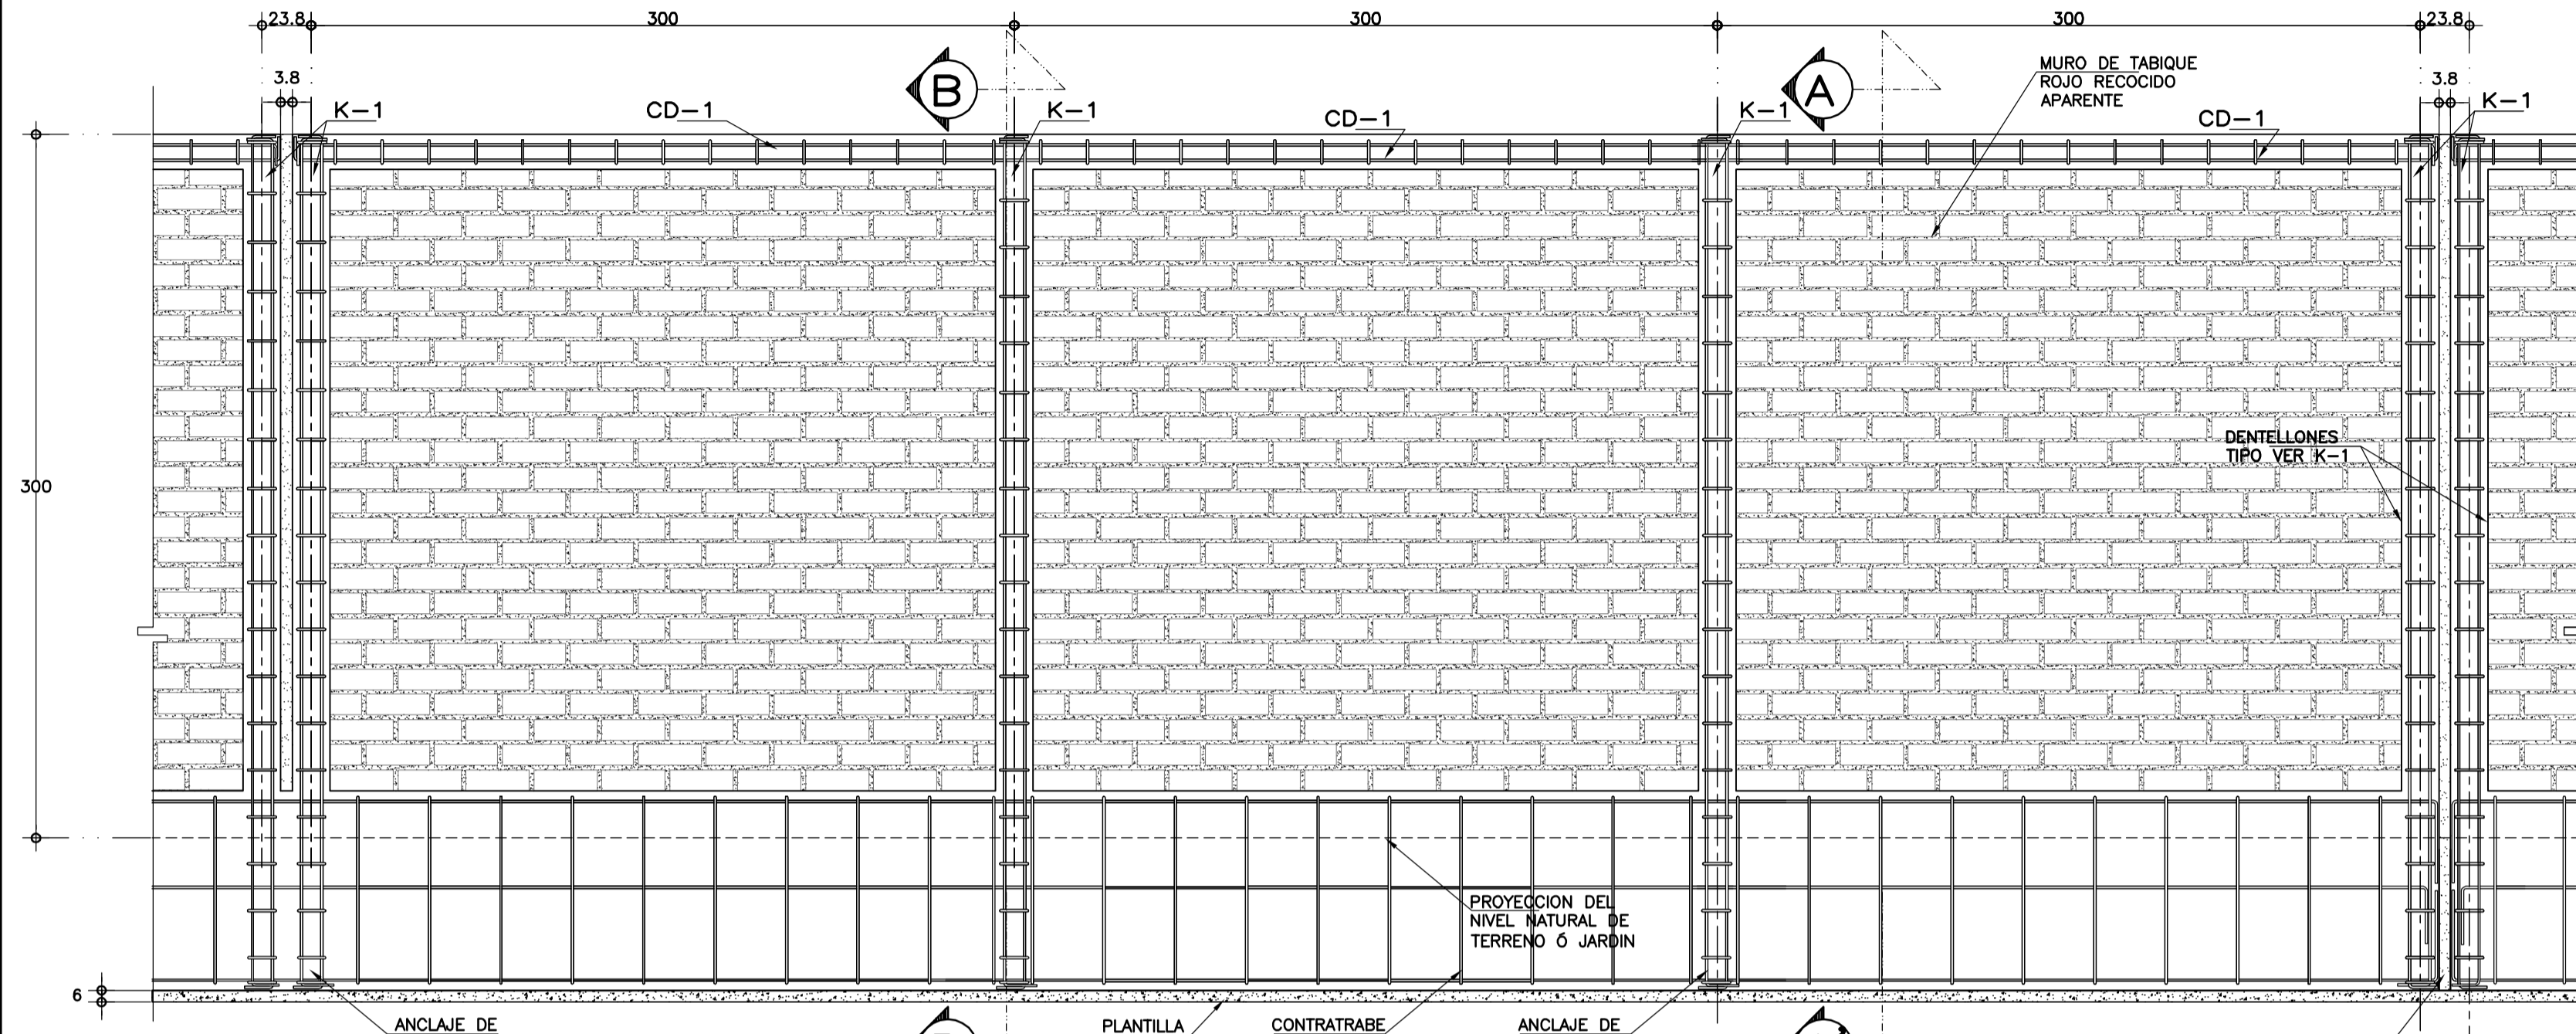 23.8
300
300
300
23.8
3.8
K-1
CD-1
B
K-1
CD-1
A
K-1
MURO DE TABIQUE
ROJO RECOCIDO
APARENTE
CD-1
3.8
K-1
300
DENTELLONES
TIPO VER K-1
PROYECCION DEL
NIVEL NATURAL DE
TERRENO Ó JARDIN
6
ANCLAJE DE
PLANTILLA
CONTRATRABE
ANCLAJE DE